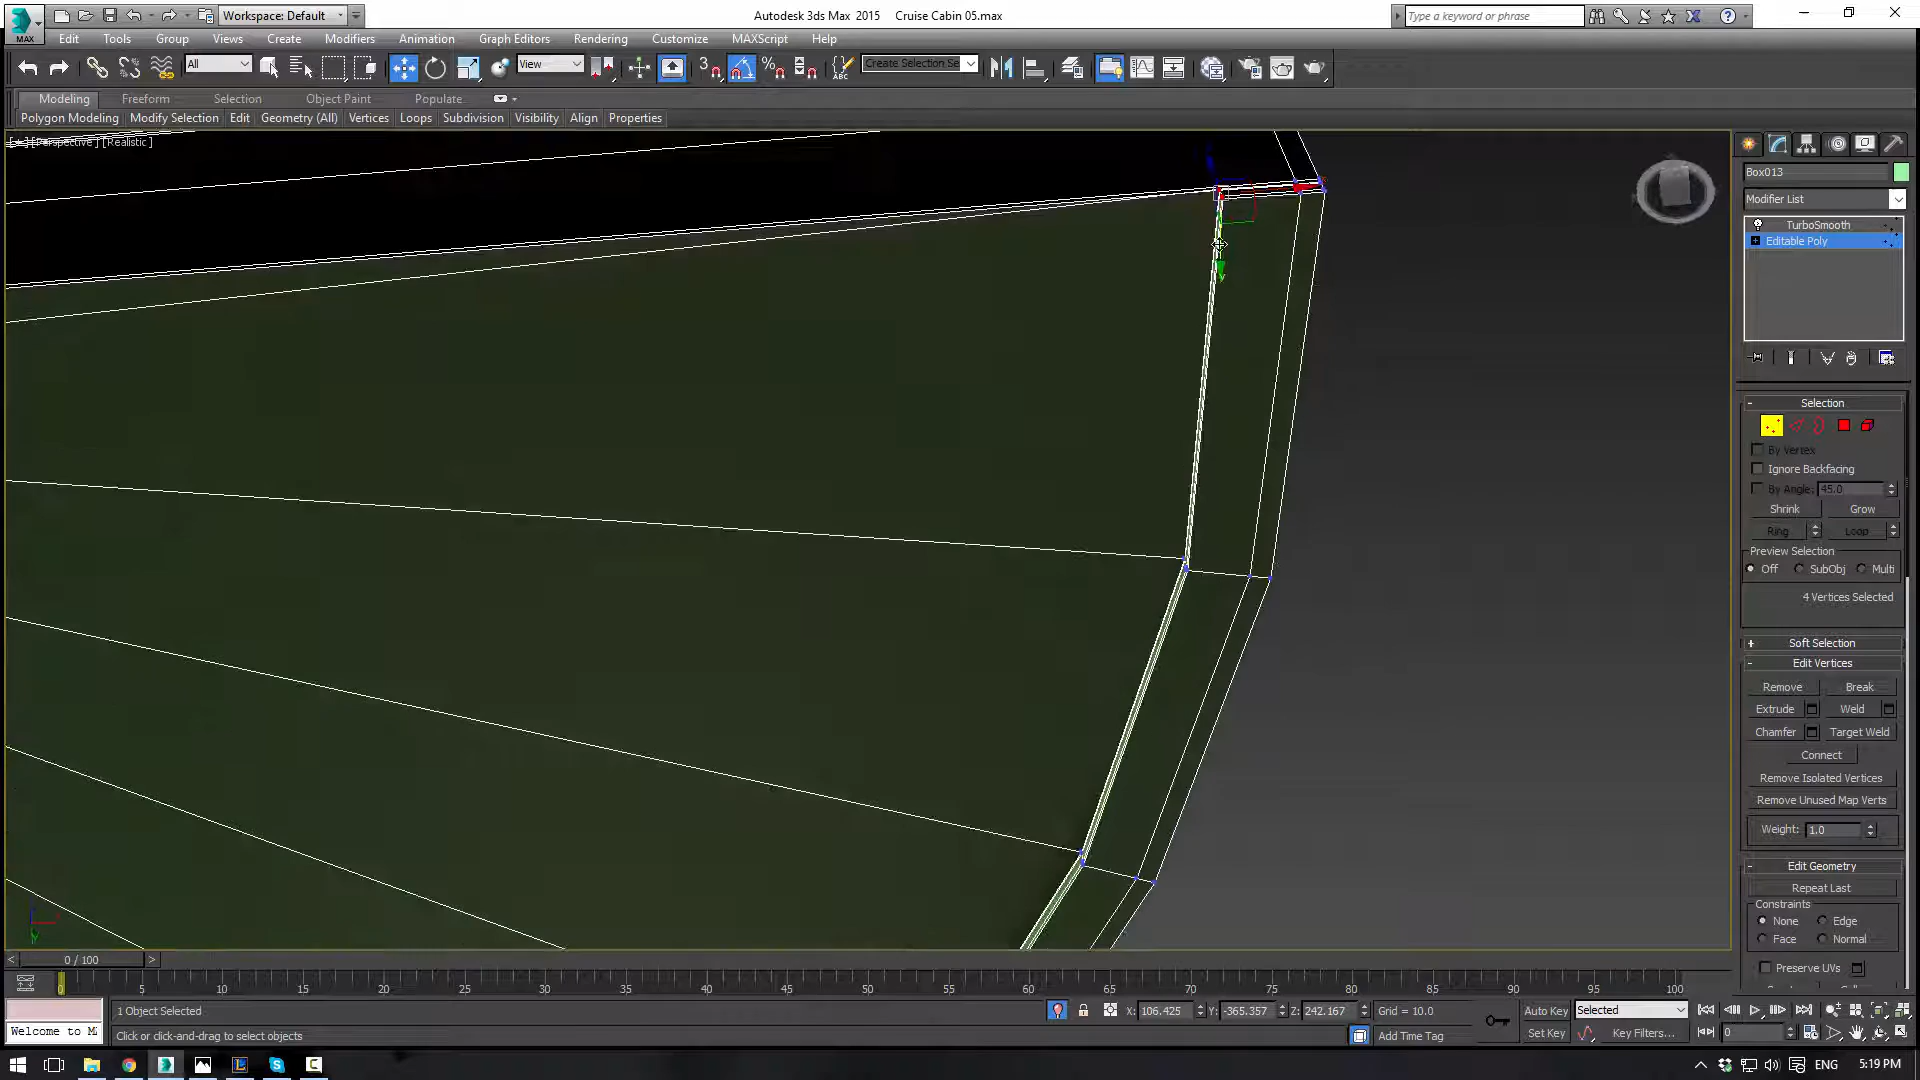 Workspace: Default
Autodesk 3ds Max 2015
Cruise Cabin 05.max
Type a keyword or phrase
MAX
Edit
Tools
Group
Views
Create
Modifiers
Animation
Graph Editors
Rendering
Customize
MAXScript
Help
All
View
3
ABC
Create Selection Se
Modeling
Freeform
Selection
Object Paint
Populate
Polygon Modeling
Modify Selection
Edit
Geometry (All)
Vertices
Loops
Subdivision
Visibility
Align
Properties
[+][Perspective][Realistic]
Box013
Modifier List
TurboSmooth
Editable Poly
Selection
By Vertex
Ignore Backfacing
By Angle: 45.0
Shrink Grow
Ring Loop
Preview Selection
Off SubObj Multi
4 Vertices Selected
Soft Selection
Edit Vertices
Remove Break
Extrude Weld
Chamfer Target Weld
Connect
Remove Isolated Vertices
Remove Unused Map Verts
Weight: 1.0
Edit Geometry
Repeat Last
Constraints
None Edge
Face Normal
Preserve UVs
0 / 100
0 5 10 15 20 25 30 35 40 45 50 55 60 65 70 75 80 85 90 95 100
1 Object Selected
X: 106.425 Y: -365.357 Z: 242.167 Grid = 10.0
Auto Key
Selected
Welcome to M
Click or click-and-drag to select objects
Add Time Tag
Set Key
Key Filters...
0
ENG
5:19 PM